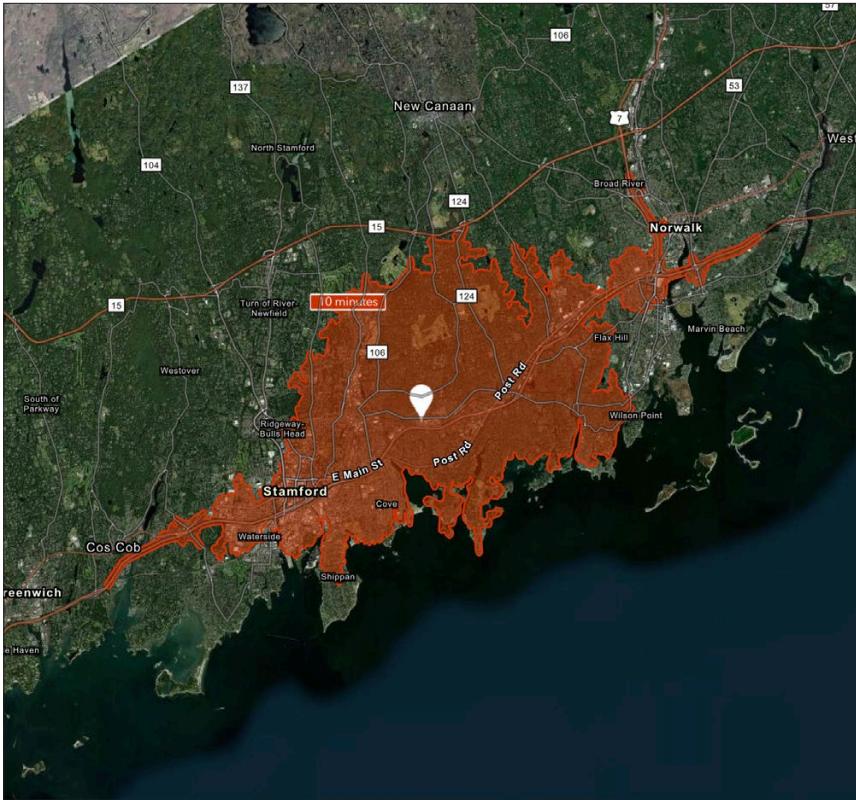 57
106
137
53
New Canaan
7
North Stamford
West
104
Broad River
124
Norwalk
15
10 minutes
124
15
Turn of River-
Newfield
Marvin Beach
Flax Hill
106
Westover
Post Rd
South of
Parkway
Wilson Point
Ridgeway-
Bulls Head
Post Rd
E Main St
Stamford
Cove
Waterside
Cos Cob
Shippan
reenwich
le Haven